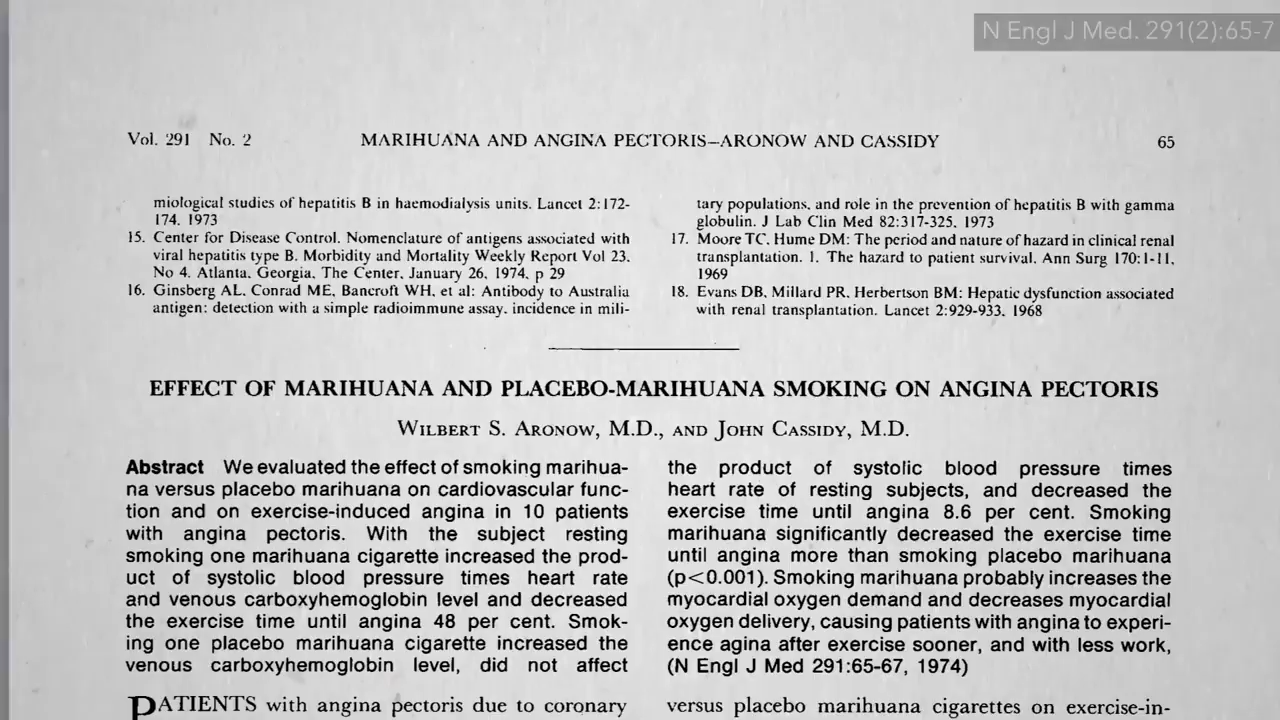 N Engl J Med. 291(2):65-7
Vol. 291 No. 2
MARIHUANA AND ANGINA PECTORIS–ARONOW AND CASSIDY
65
miological studies of hepatitis B in haemodialysis units. Lancet 2:172-
174, 1973
15. Center for Disease Control. Nomenclature of antigens associated with
viral hepatitis type B. Morbidity and Mortality Weekly Report Vol 23,
No 4. Atlanta, Georgia, The Center, January 26, 1974, p 29
16. Ginsberg AL, Conrad ME, Bancroft WH, et al: Antibody to Australia
antigen: detection with a simple radioimmune assay, incidence in mili-
tary populations, and role in the prevention of hepatitis B with gamma
globulin. J Lab Clin Med 82:317-325, 1973
17. Moore TC, Hume DM: The period and nature of hazard in clinical renal
transplantation. I. The hazard to patient survival. Ann Surg 170:1-11,
1969
18. Evans DB, Millard PR, Herbertson BM: Hepatic dysfunction associated
with renal transplantation. Lancet 2:929-933, 1968
EFFECT OF MARIHUANA AND PLACEBO-MARIHUANA SMOKING ON ANGINA PECTORIS
WILBERT S. ARONOW, M.D., AND JOHN CASSIDY, M.D.
Abstract We evaluated the effect of smoking marihua-
na versus placebo marihuana on cardiovascular func-
tion and on exercise-induced angina in 10 patients
with angina pectoris. With the subject resting
smoking one marihuana cigarette increased the prod-
uct of systolic blood pressure times heart rate
and venous carboxyhemoglobin level and decreased
the exercise time until angina 48 per cent. Smok-
ing one placebo marihuana cigarette increased the
venous carboxyhemoglobin level, did not affect
the product of systolic blood pressure times
heart rate of resting subjects, and decreased the
exercise time until angina 8.6 per cent. Smoking
marihuana significantly decreased the exercise time
until angina more than smoking placebo marihuana
(p<0.001). Smoking marihuana probably increases the
myocardial oxygen demand and decreases myocardial
oxygen delivery, causing patients with angina to experi-
ence agina after exercise sooner, and with less work,
(N Engl J Med 291:65-67, 1974)
PATIENTS with angina pectoris due to coronary
versus placebo marihuana cigarettes on exercise-in-